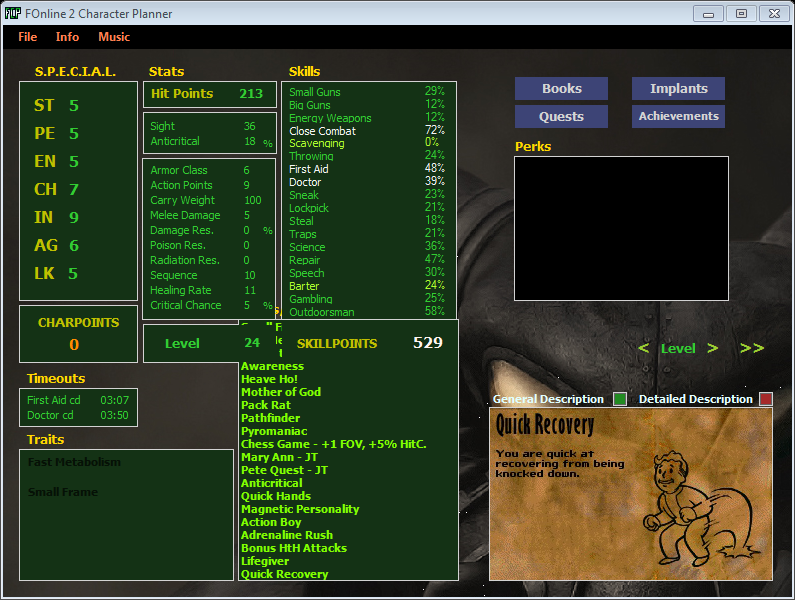 FOnline 2 Character Planner
File Info Music
S.P.E.C.I.A.L.
ST 5
PE 5
EN 5
CH 7
IN 9
AG 6
LK 5
CHARPOINTS
0
Timeouts
First Aid cd 03:07
Doctor cd 03:50
Traits
Fast Metabolism
Small Frame
Stats
Hit Points 213
Sight 36
Anticritical 18 %
Armor Class 6
Action Points 9
Carry Weight 100
Melee Damage 5
Damage Res. 0 %
Poison Res. 0
Radiation Res. 0
Sequence 10
Healing Rate 11
Critical Chance 5 %
Level 24
Skills
Small Guns 29%
Big Guns 12%
Energy Weapons 12%
Close Combat 72%
Scavenging 0%
Throwing 24%
First Aid 48%
Doctor 39%
Sneak 23%
Lockpick 21%
Steal 18%
Traps 21%
Science 36%
Repair 47%
Speech 30%
Barter 24%
Gambling 25%
Outdoorsman 58%
SKILLPOINTS 529
Awareness
Heave Ho!
Mother of God
Pack Rat
Pathfinder
Pyromaniac
Chess Game - +1 FOV, +5% HitC.
Mary Ann - JT
Pete Quest - JT
Anticritical
Quick Hands
Magnetic Personality
Action Boy
Adrenaline Rush
Bonus HtH Attacks
Lifegiver
Quick Recovery
Books Implants
Quests Achievements
Perks
< Level > >>
General Description Detailed Description
Quick Recovery
You are quick at
recovering from being
knocked down.